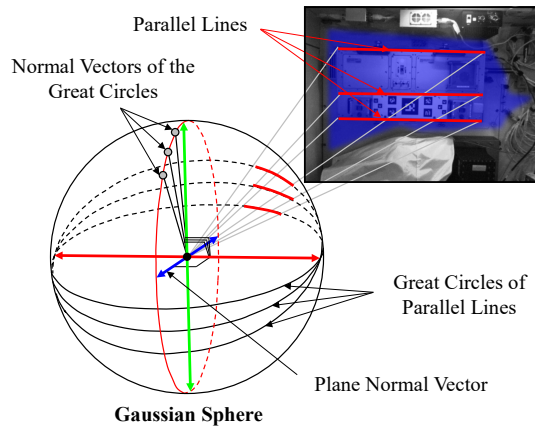 Parallel Lines
Normal Vectors of the
Great Circles
Great Circles of
Parallel Lines
Plane Normal Vector
Gaussian Sphere